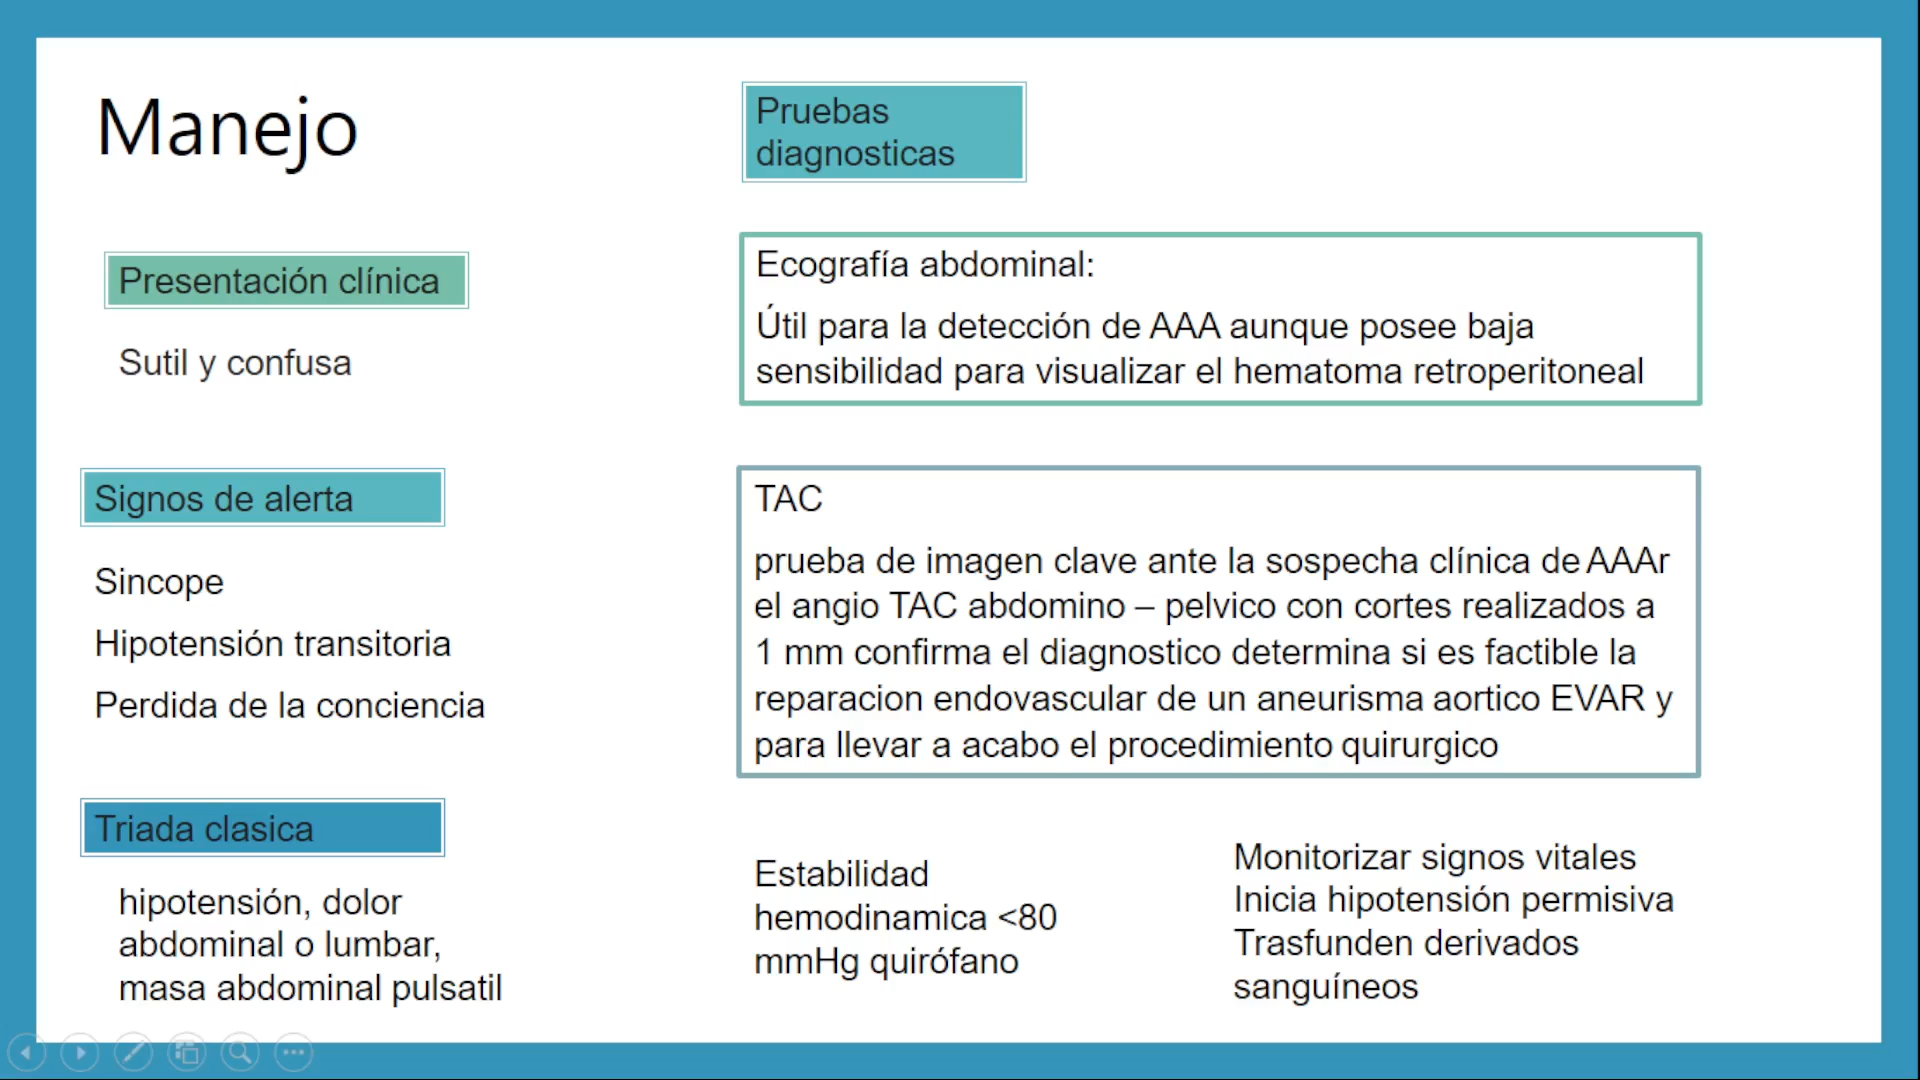 Manejo
Presentación clínica
Sutil y confusa
Signos de alerta
Sincope
Hipotensión transitoria
Perdida de la conciencia
Triada clasica
hipotensión, dolor
abdominal o lumbar,
masa abdominal pulsatil
Pruebas
diagnosticas
Ecografía abdominal:
Útil para la detección de AAA aunque posee baja
sensibilidad para visualizar el hematoma retroperitoneal
TAC
prueba de imagen clave ante la sospecha clínica de AAAr
el angio TAC abdomino – pelvico con cortes realizados a
1 mm confirma el diagnostico determina si es factible la
reparacion endovascular de un aneurisma aortico EVAR y
para llevar a acabo el procedimiento quirurgico
Estabilidad
hemodinamica <80
mmHg quirófano
Monitorizar signos vitales
Inicia hipotensión permisiva
Trasfunden derivados
sanguíneos